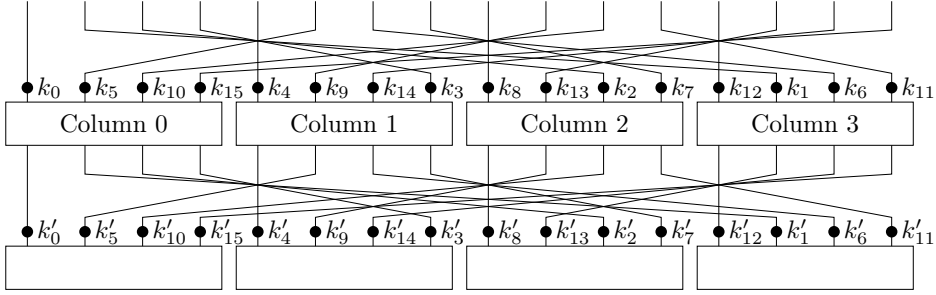 k₀ k₅ k₁₀ k₁₅ k₄ k₉ k₁₄ k₃ k₈ k₁₃ k₂ k₇ k₁₂ k₁ k₆ k₁₁
Column 0 Column 1 Column 2 Column 3
k′₀ k′₅ k′₁₀ k′₁₅ k′₄ k′₉ k′₁₄ k′₃ k′₈ k′₁₃ k′₂ k′₇ k′₁₂ k′₁ k′₆ k′₁₁